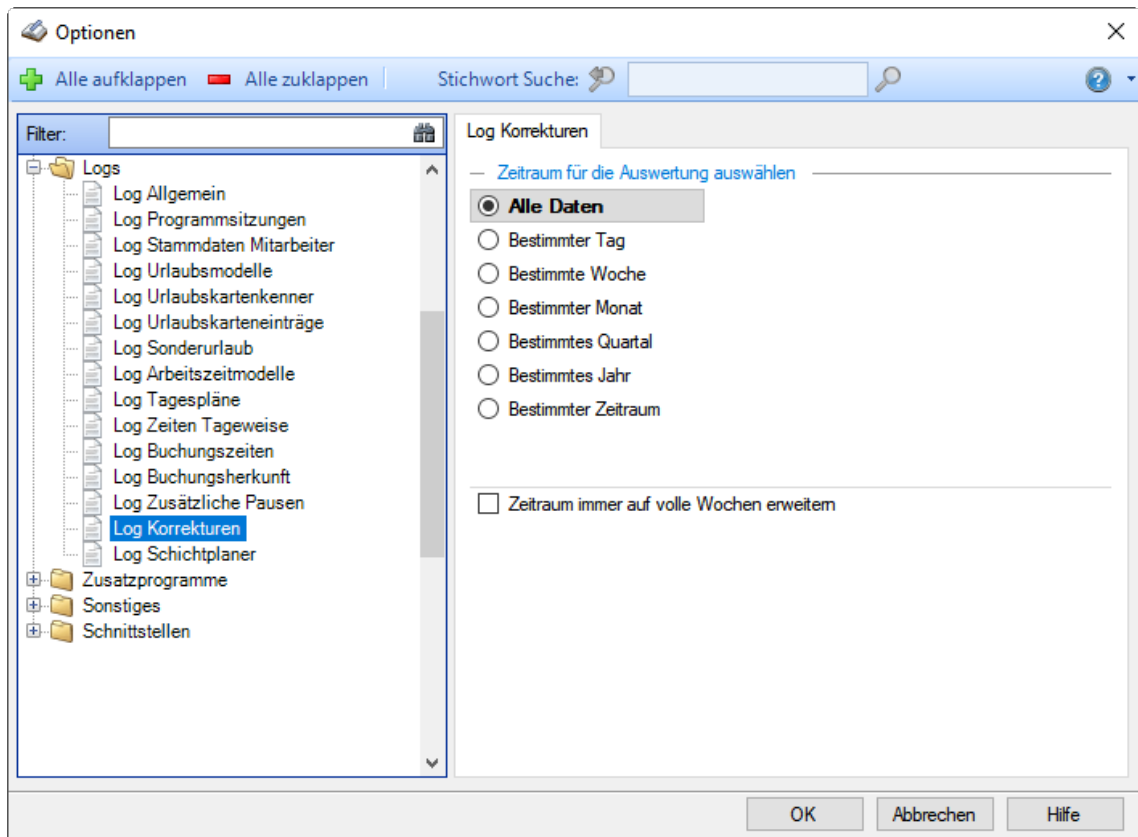 Optionen
Alle aufklappen Alle zuklappen Stichwort Suche:
Filter:
Logs
Log Allgemein
Log Programmsitzungen
Log Stammdaten Mitarbeiter
Log Urlaubsmodelle
Log Urlaubskartenkenner
Log Urlaubskarteneinträge
Log Sonderurlaub
Log Arbeitszeitmodelle
Log Tagespläne
Log Zeiten Tageweise
Log Buchungszeiten
Log Buchungsherkunft
Log Zusätzliche Pausen
Log Korrekturen
Log Schichtplaner
Zusatzprogramme
Sonstiges
Schnittstellen
Log Korrekturen
Zeitraum für die Auswertung auswählen
Alle Daten
Bestimmter Tag
Bestimmte Woche
Bestimmter Monat
Bestimmtes Quartal
Bestimmtes Jahr
Bestimmter Zeitraum
Zeitraum immer auf volle Wochen erweitern
OK Abbrechen Hilfe